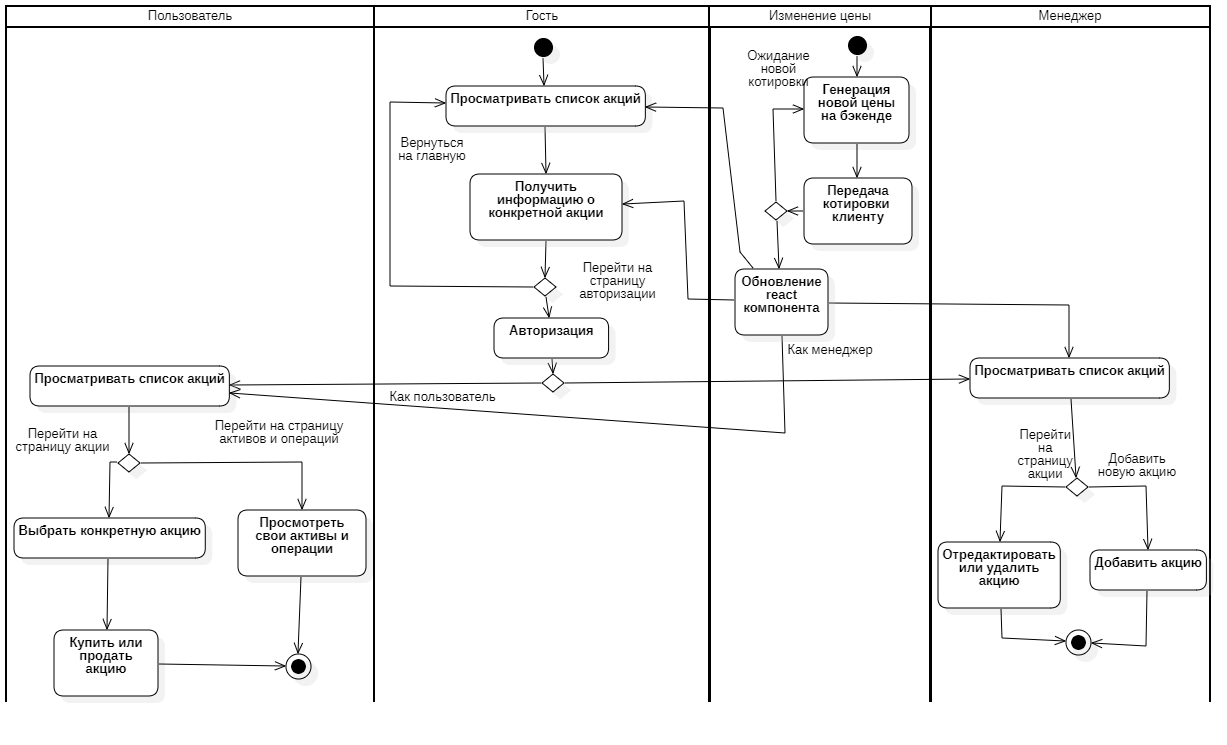 Пользователь
Гость
Изменение цены
Менеджер
Просматривать список акций
Вернуться
на главную
Получить
информацию о
конкретной акции
Перейти на
страницу
авторизации
Авторизация
Ожидание
новой
котировки
Генерация
новой цены
на бэкенде
Передача
котировки
клиенту
Обновление
react
компонента
Как менеджер
Как пользователь
Просматривать список акций
Перейти на
страницу акции
Перейти на страницу
активов и операций
Выбрать конкретную акцию
Просмотреть
свои активы и
операции
Купить или
продать
акцию
Просматривать список акций
Перейти
на
страницу
акции
Добавить
новую акцию
Отредактировать
или удалить
акцию
Добавить акцию